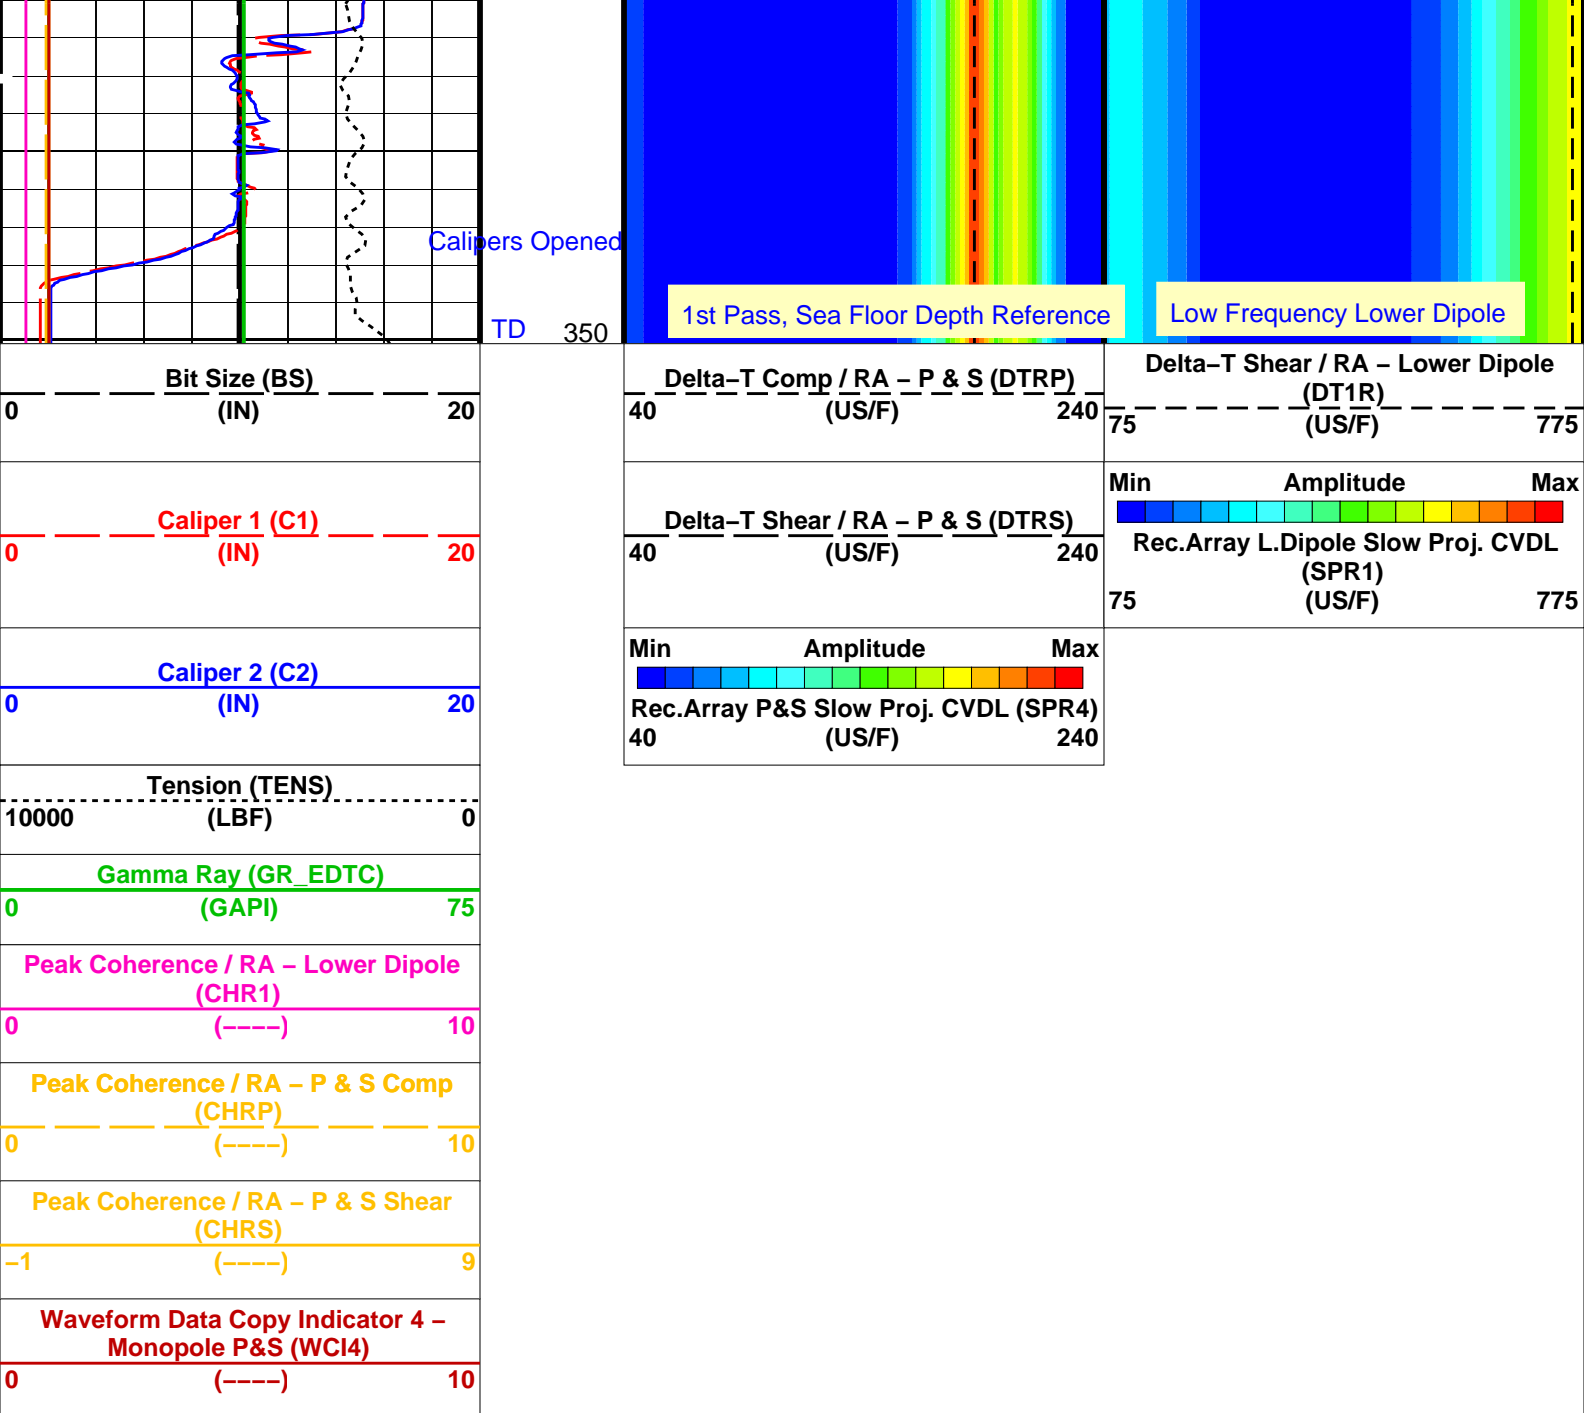 Calipers Opened
TD 350
1st Pass, Sea Floor Depth Reference
Low Frequency Lower Dipole
Bit Size (BS)
0 (IN) 20
Caliper 1 (C1)
0 (IN) 20
Caliper 2 (C2)
0 (IN) 20
Tension (TENS)
10000 (LBF) 0
Gamma Ray (GR_EDTC)
0 (GAPI) 75
Peak Coherence / RA – Lower Dipole
(CHR1)
0 (––––) 10
Peak Coherence / RA – P & S Comp
(CHRP)
0 (––––) 10
Peak Coherence / RA – P & S Shear
(CHRS)
–1 (––––) 9
Waveform Data Copy Indicator 4 –
Monopole P&S (WCI4)
0 (––––) 10
Delta–T Comp / RA – P & S (DTRP)
40 (US/F) 240
Delta–T Shear / RA – P & S (DTRS)
40 (US/F) 240
Min Amplitude Max
Rec.Array P&S Slow Proj. CVDL (SPR4)
40 (US/F) 240
Delta–T Shear / RA – Lower Dipole
(DT1R)
75 (US/F) 775
Min Amplitude Max
Rec.Array L.Dipole Slow Proj. CVDL
(SPR1)
75 (US/F) 775